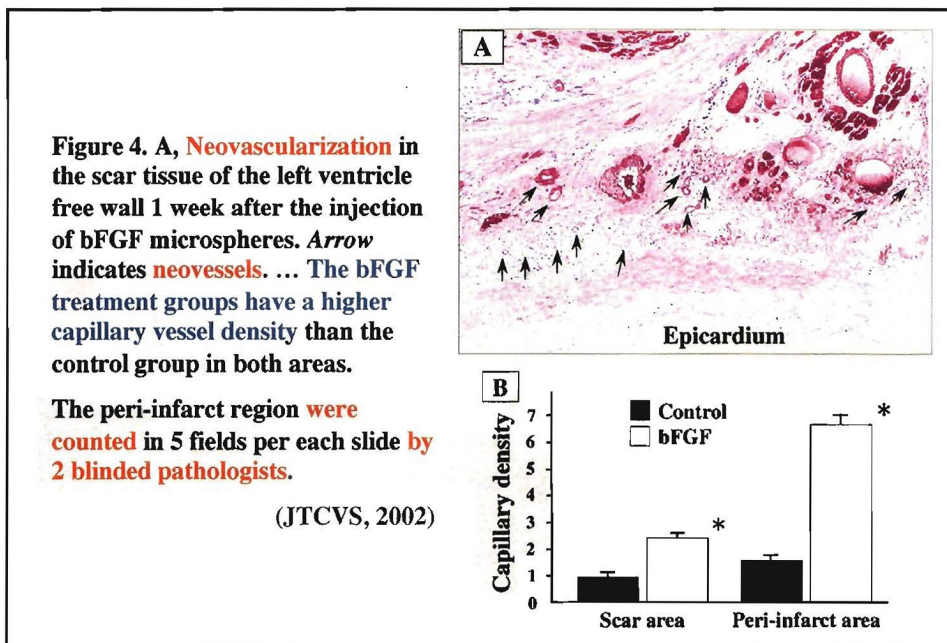 Figure 4. A, Neovascularization in
the scar tissue of the left ventricle
free wall 1 week after the injection
of bFGF microspheres. Arrow
indicates neovessels. … The bFGF
treatment groups have a higher
capillary vessel density than the
control group in both areas.
The peri-infarct region were
counted in 5 fields per each slide by
2 blinded pathologists.
(JTCVS, 2002)
A
Epicardium
B
Control
bFGF
Capillary density
7
6
5
4
3
2
1
0
*
*
Scar area
Peri-infarct area